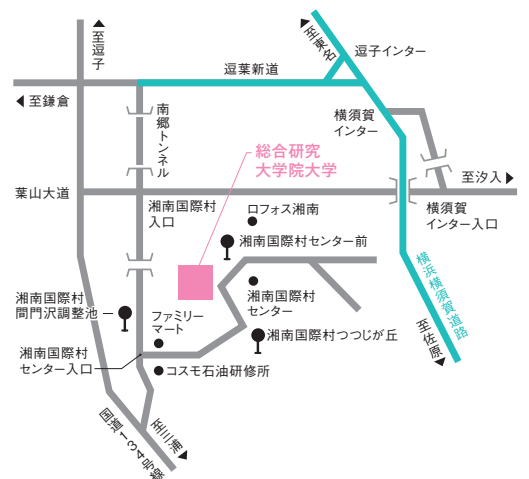 至逗子
至鎌倉
逗葉新道
至東名
逗子インター
横須賀
インター
南郷トンネル
総合研究
大学院大学
葉山大道
湘南国際村
入口
至汐入
横須賀
インター入口
ロフォス湘南
湘南国際村センター前
湘南国際村
センター
湘南国際村
間門沢調整池
ファミリー
マート
湘南国際村つつじが丘
湘南国際村
センター入口
コスモ石油研修所
横浜横須賀道路
至佐原
国道134号線
至三浦